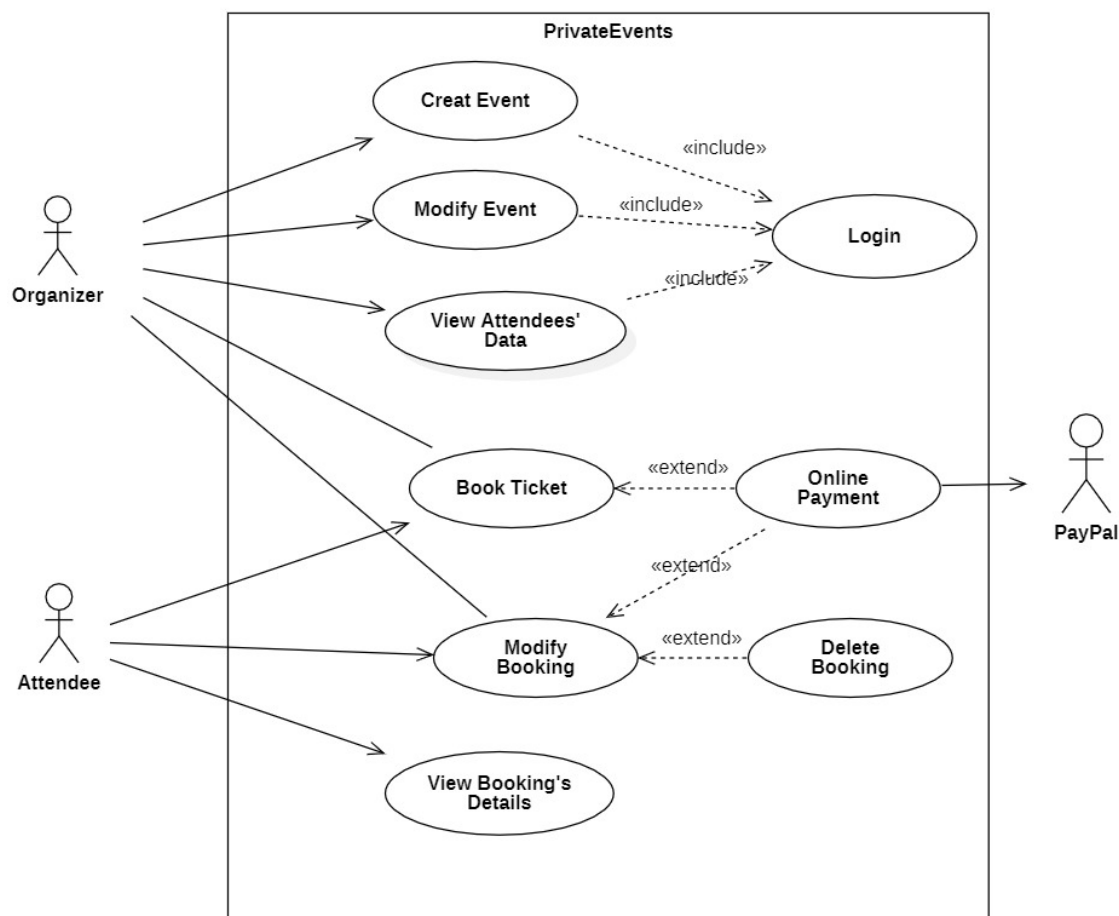 PrivateEvents
Creat Event
«include»
Modify Event
«include»
Login
Organizer
«include»
View Attendees'
Data
Book Ticket
«extend»
Online
Payment
PayPal
«extend»
Attendee
Modify
Booking
«extend»
Delete
Booking
View Booking's
Details